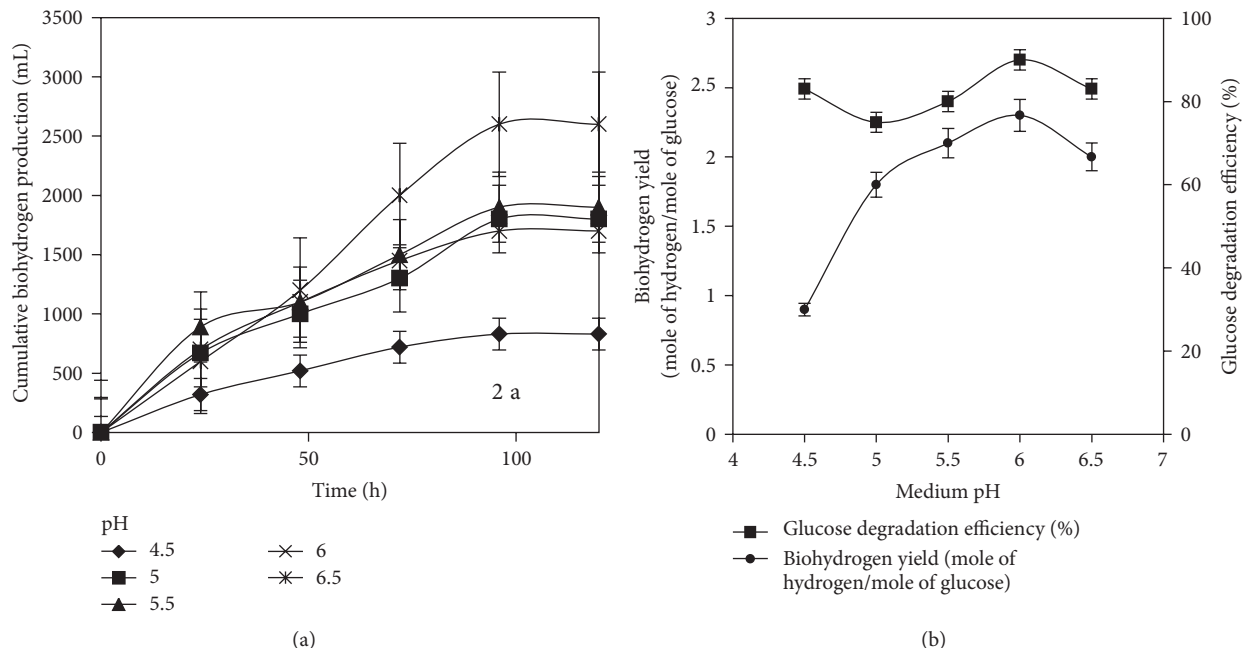 3500
3000
2500
2000
1500
1000
500
0
Cumulative biohydrogen production (mL)
2 a
0
50
100
Time (h)
pH
4.5
5
5.5
6
6.5
(a)
3
2.5
2
1.5
1
0.5
0
Biohydrogen yield
(mole of hydrogen/mole of glucose)
100
80
60
40
20
0
Glucose degradation efficiency (%)
4
4.5
5
5.5
6
6.5
7
Medium pH
Glucose degradation efficiency (%)
Biohydrogen yield (mole of
hydrogen/mole of glucose)
(b)